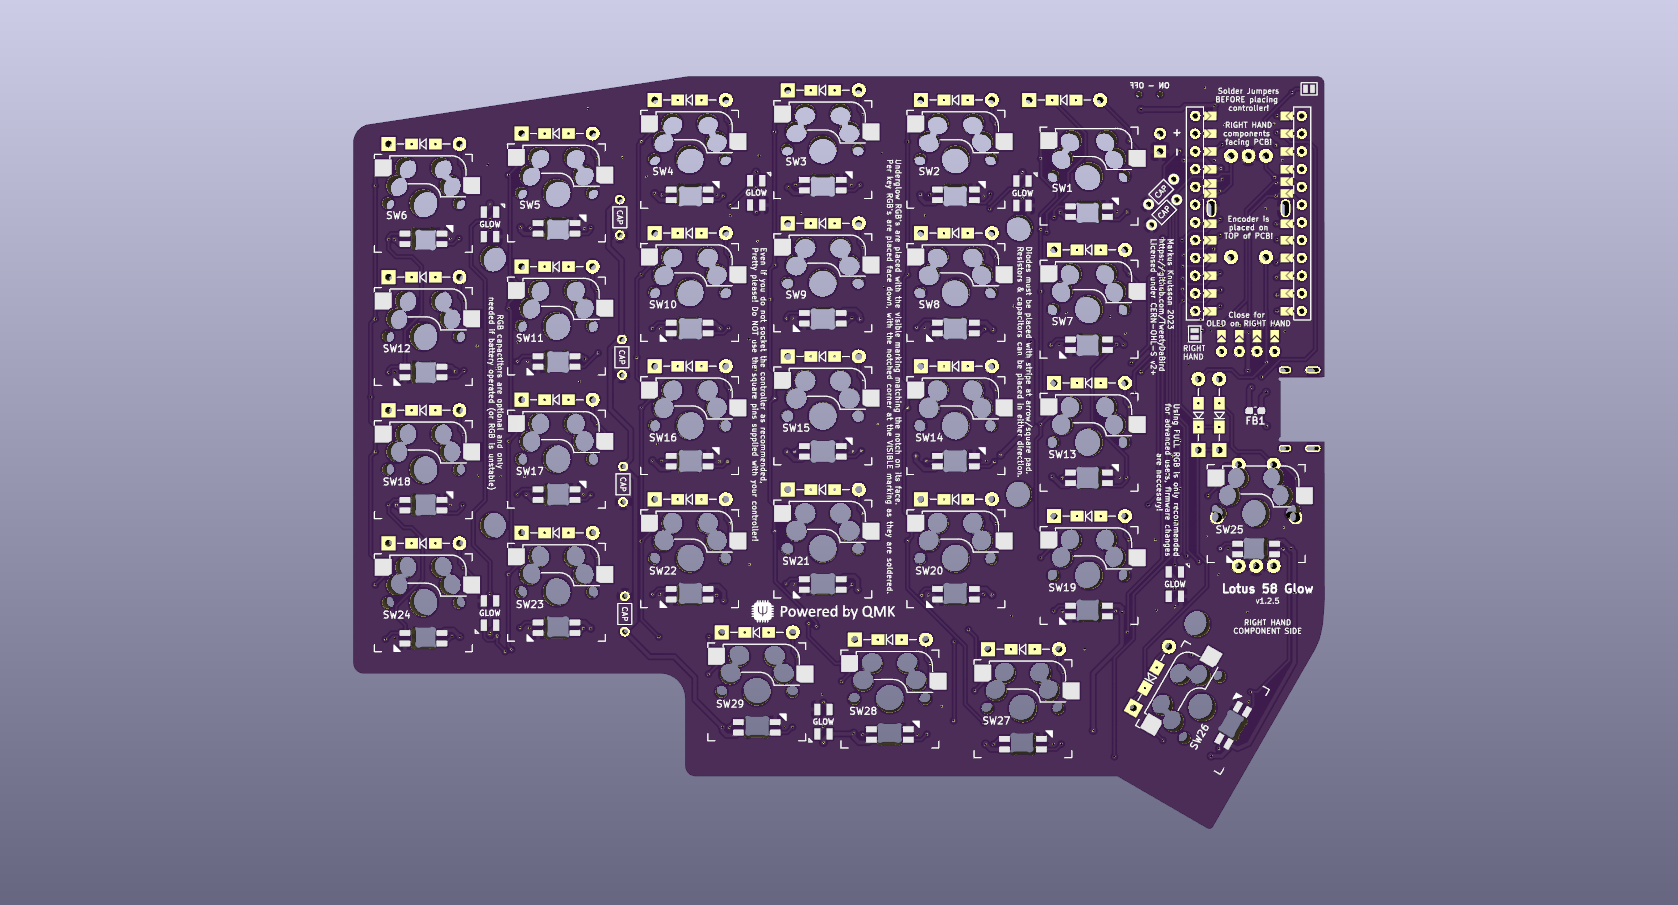 OFF - ON
Solder Jumpers
BEFORE placing
controller!
RIGHT HAND
components
facing PCB!
+
-
CAP
CAP
Encoder is
placed on
TOP of PCB!
Close for
OLED on RIGHT HAND
RIGHT
HAND
FB1
SW6
SW5
SW4
SW3
SW2
SW1
GLOW
GLOW
GLOW
CAP
SW12
SW11
SW10
SW9
SW8
SW7
CAP
SW18
SW17
SW16
SW15
SW14
SW13
CAP
SW24
SW23
SW22
SW21
SW20
SW19
SW25
CAP
GLOW
GLOW
Underglow RGB's are placed with the visible marking matching the notch on its face.
Per key RGB's are placed face down, with the notched corner at the VISIBLE marking as they are soldered.
Even if you do not socket the controller as recommended,
Pretty please! Do NOT use the square pins supplied with your controller!
RGB capacitors are optional and only
needed if battery operated (or RGB is unstable)
Diodes must be placed with stripe at arrow/square pad.
Resistors & capacitors can be placed in either direction.
Markus Knutsson 2023
https://github.com/TweetyDaBird
Licensed under CERN-OHL-S v2+
Using FULL RGB is only recommended
for advanced users, firmware changes
are neccesary!
Powered by QMK
Lotus 58 Glow
v1.2.5
RIGHT HAND
COMPONENT SIDE
SW29
GLOW
SW28
SW27
SW26